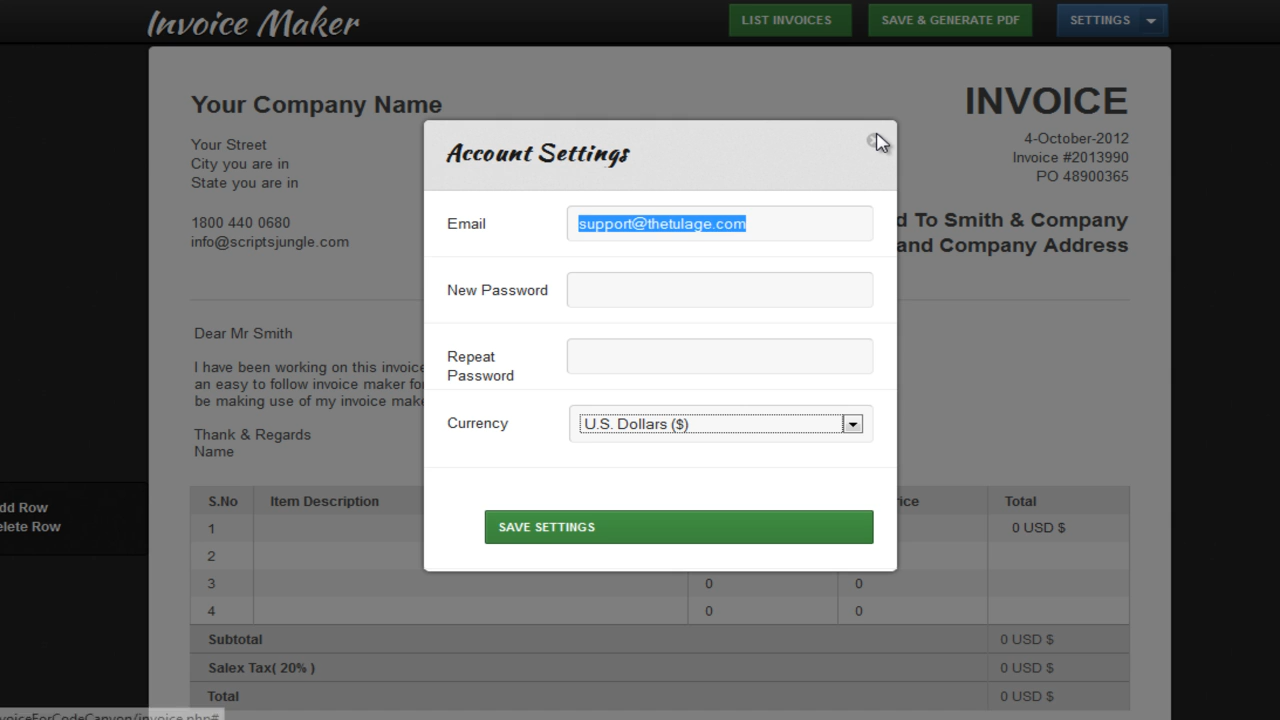 Invoice Maker
LIST INVOICES
SAVE & GENERATE PDF
SETTINGS
Your Company Name
INVOICE
Your Street
City you are in
State you are in
4-October-2012
Invoice #2013990
PO 48900365
1800 440 0680
info@scriptsjungle.com
d To Smith & Company
and Company Address
Account Settings
Email
support@thetulage.com
New Password
Repeat
Password
Currency
U.S. Dollars ($)
SAVE SETTINGS
Dear Mr Smith
I have been working on this invoice
an easy to follow invoice maker fo
be making use of my invoice make
Thank & Regards
Name
dd Row
elete Row
S.No Item Description rice Total
1 0 USD $
2
3 0 0
4 0 0
Subtotal 0 USD $
Salex Tax( 20% ) 0 USD $
Total 0 USD $
voiceForCodeCanyon/invoice.php#